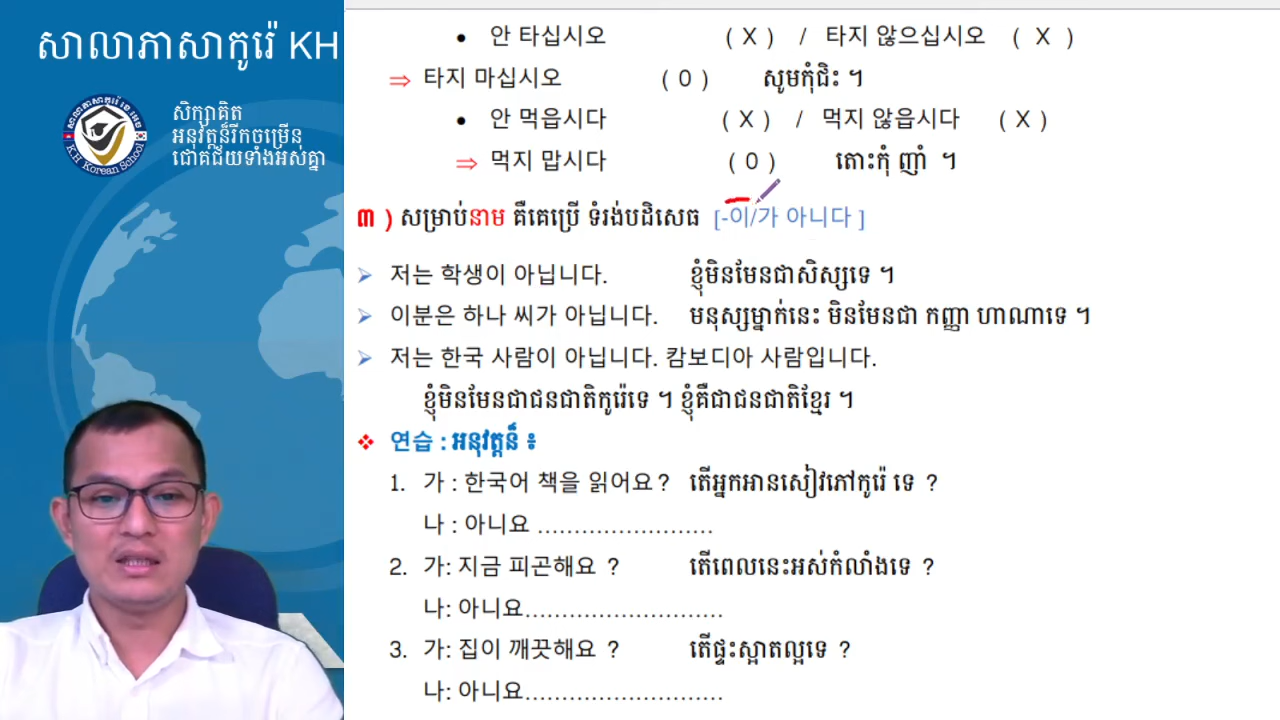 សាលាភាសាកូរ៉េ KH
សិក្សាគិត
អនុវត្តន៏រីកចម្រើន
ជោគជ័យទាំងអស់គ្នា
សាលាភាសាកូរ៉េ ខេ អេច
K.H Korean School
• 안 타십시오 ( X ) / 타지 않으십시오 ( X )
⇒ 타지 마십시오 ( 0 ) សូមកុំជិះ ។
• 안 먹읍시다 ( X ) / 먹지 않읍시다 ( X )
⇒ 먹지 맙시다 ( 0 ) តោះកុំ ញ៉ាំ ។
៣ ) សម្រាប់នាម គឺគេប្រើ ទំរង់បដិសេធ [-이/가 아니다 ]
➢ 저는 학생이 아닙니다. ខ្ញុំមិនមែនជាសិស្សទេ ។
➢ 이분은 하나 씨가 아닙니다. មនុស្សម្នាក់នេះ មិនមែនជា កញ្ញា ហាណាទេ ។
➢ 저는 한국 사람이 아닙니다. 캄보디아 사람입니다.
ខ្ញុំមិនមែនជាជនជាតិកូរ៉េទេ ។ ខ្ញុំគឺជាជនជាតិខ្មែរ ។
❖ 연습 : អនុវត្តន៏ ៖
1. 가 : 한국어 책을 읽어요 ? តើអ្នកអានសៀវភៅកូរ៉េ ទេ ?
나 : 아니요 ........................
2. 가: 지금 피곤해요 ? តើពេលនេះអស់កំលាំងទេ ?
나: 아니요...........................
3. 가: 집이 깨끗해요 ? តើផ្ទះស្អាតល្អទេ ?
나: 아니요...........................